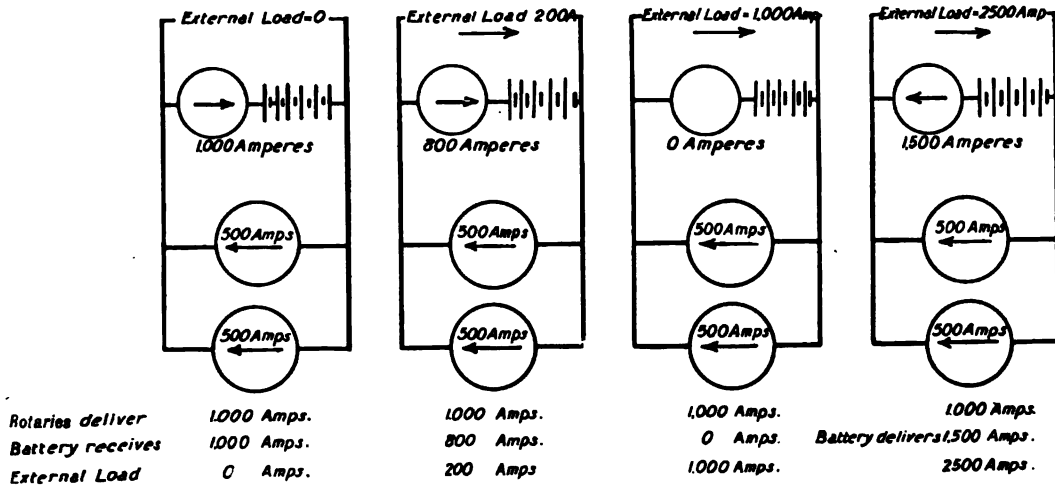 External Load=0 External Load 200A External Load=1,000Amp External Load=2500Amp
1,000 Amperes 800 Amperes 0 Amperes 1,500 Amperes
500 Amps 500 Amps 500 Amps 500 Amps
500 Amps 500 Amps 500 Amps 500 Amps
Rotaries deliver 1,000 Amps. 1,000 Amps. 1,000 Amps. 1,000 Amps.
Battery receives 1,000 Amps. 800 Amps. 0 Amps. Battery delivers 1,500 Amps.
External Load 0 Amps. 200 Amps 1,000 Amps. 2500 Amps.